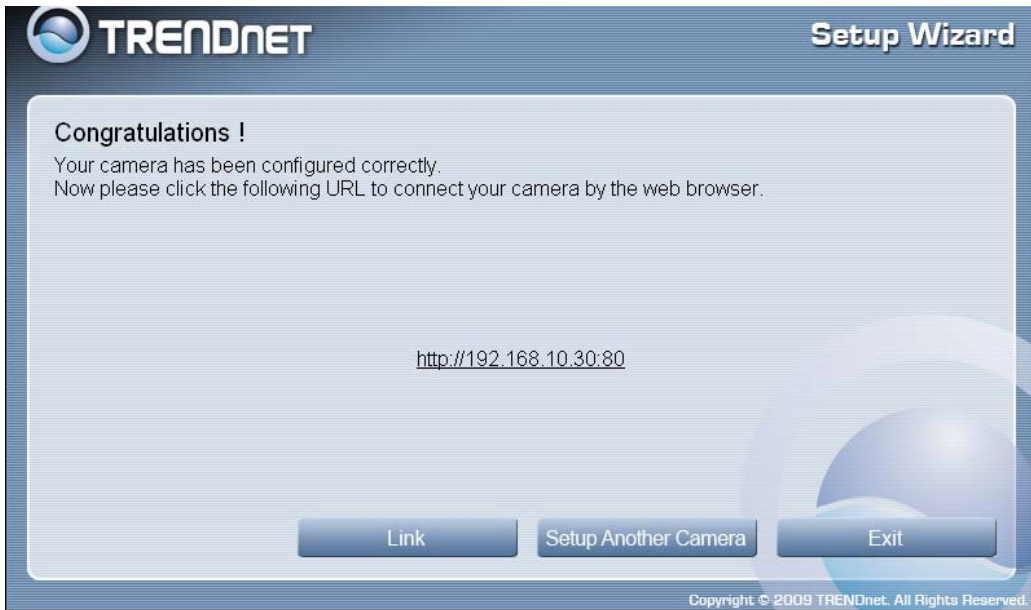 TRENDNET
Setup Wizard
Congratulations !
Your camera has been configured correctly.
Now please click the following URL to connect your camera by the web browser.
http://192.168.10.30:80
Link
Setup Another Camera
Exit
Copyright © 2009 TRENDnet. All Rights Reserved.